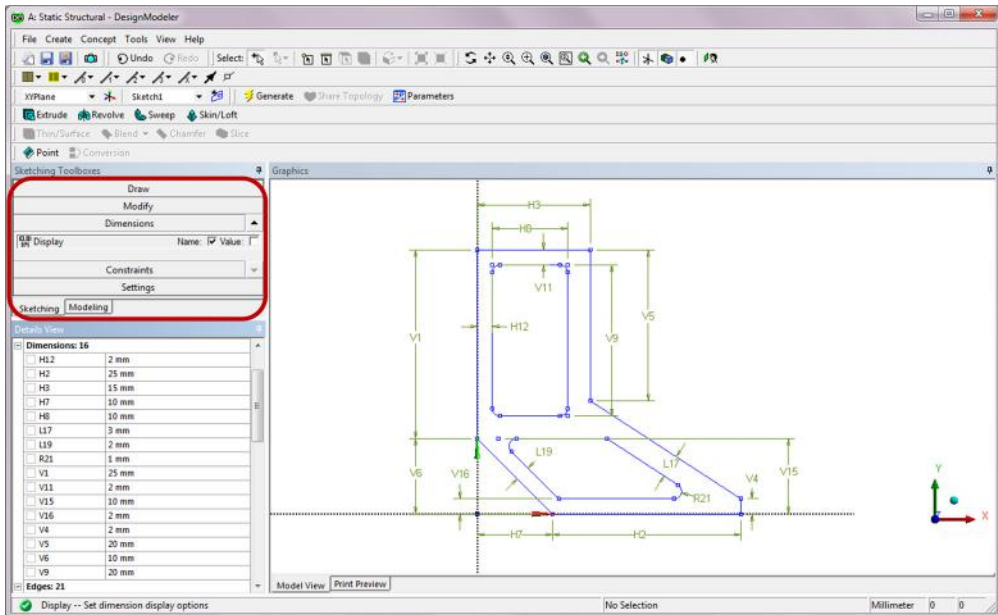 A: Static Structural - DesignModeler
File Create Concept Tools View Help
Undo Redo Select:
XYPlane Sketch1 Generate Share Topology Parameters
Extrude Revolve Sweep Skin/Loft
Thin/Surface Blend Chamfer Slice
Point Conversion
Sketching Toolboxes
Draw
Modify
Dimensions
Display Name: Value:
Constraints
Settings
Sketching Modeling
Details View
Dimensions: 16
H12 2 mm
H2 25 mm
H3 15 mm
H7 10 mm
H8 10 mm
L17 3 mm
L19 2 mm
R21 1 mm
V1 25 mm
V11 2 mm
V15 10 mm
V16 2 mm
V4 2 mm
V5 20 mm
V6 10 mm
V9 20 mm
Edges: 21
Graphics
H3
H8
V11
V5
H12
V1
V9
L19
L17
V6
V16
V4
V15
R21
H7
H2
Y
X
Model View Print Preview
Display -- Set dimension display options No Selection Millimeter 0 0